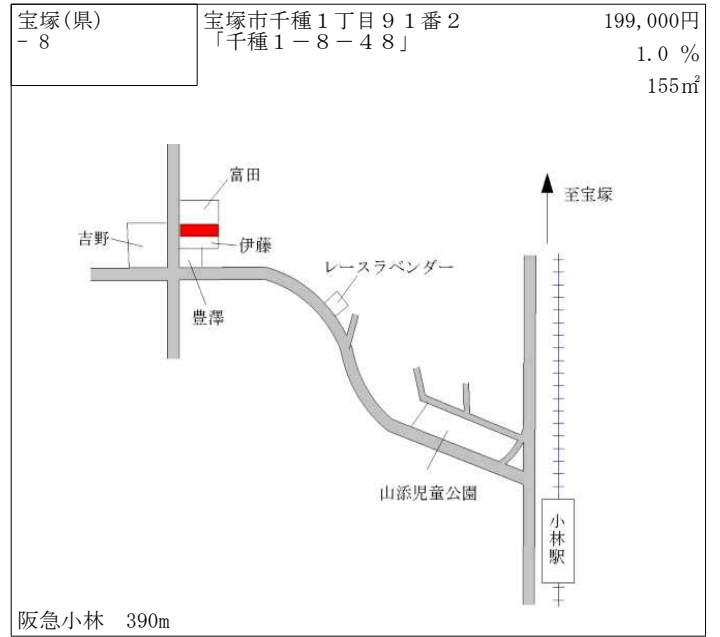 宝塚(県)
- 8
宝塚市千種１丁目９１番２
「千種１－８－４８」
199,000円
1.0 %
155㎡
富田
至宝塚
吉野
伊藤
レースラベンダー
豊澤
山添児童公園
小林駅
阪急小林 390m